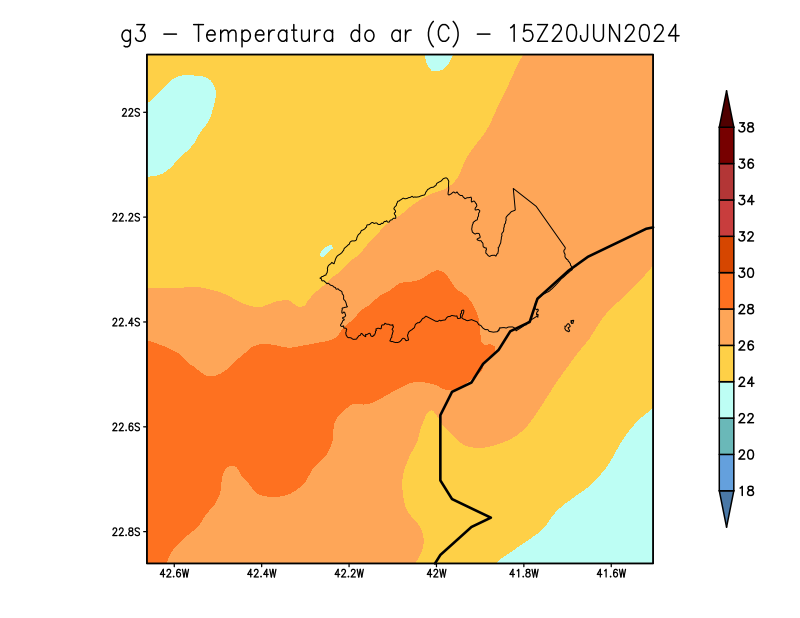 g3 - Temperatura do ar (C) - 15Z20JUN2024
22S
22.2S
22.4S
22.6S
22.8S
42.6W
42.4W
42.2W
42W
41.8W
41.6W
38
36
34
32
30
28
26
24
22
20
18